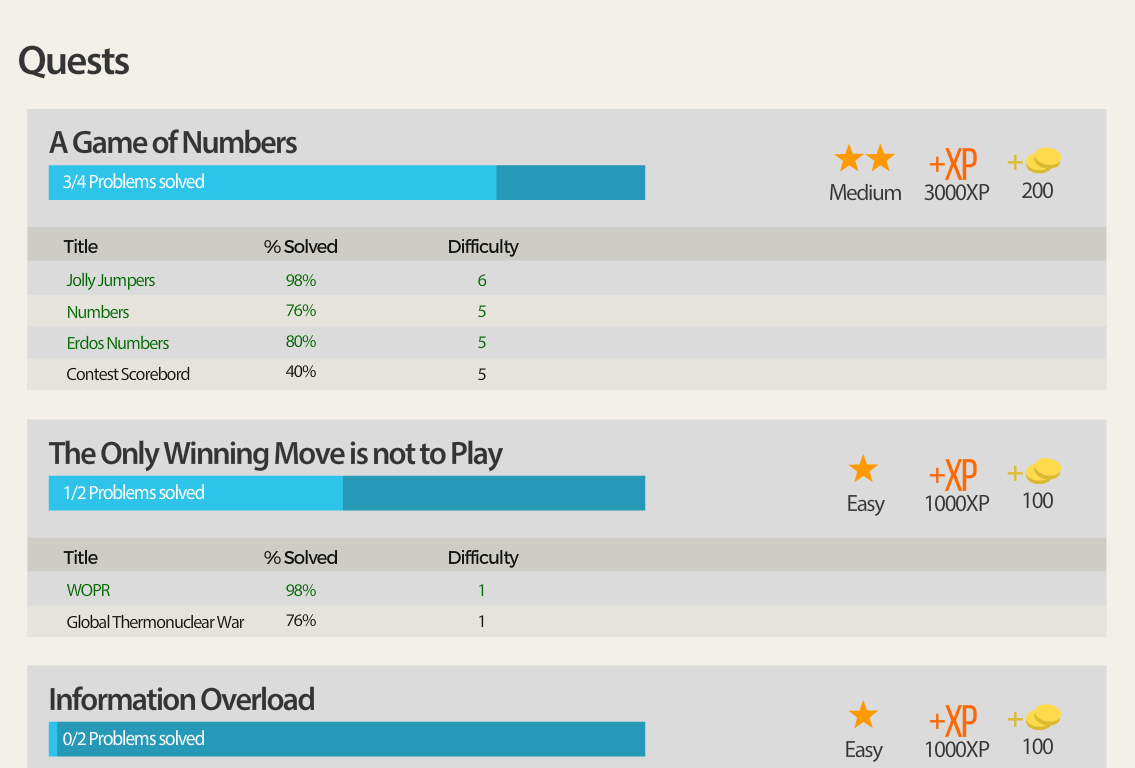 Quests
A Game of Numbers
3/4 Problems solved
+XP
+
Medium
3000XP
200
Title % Solved Difficulty
Jolly Jumpers 98% 6
Numbers 76% 5
Erdos Numbers 80% 5
Contest Scorebord 40% 5
The Only Winning Move is not to Play
1/2 Problems solved
+XP
+
Easy
1000XP
100
Title % Solved Difficulty
WOPR 98% 1
Global Thermonuclear War 76% 1
Information Overload
0/2 Problems solved
+XP
+
Easy
1000XP
100